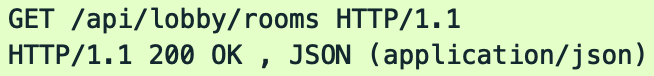 GET /api/lobby/rooms HTTP/1.1
HTTP/1.1 200 OK , JSON (application/json)